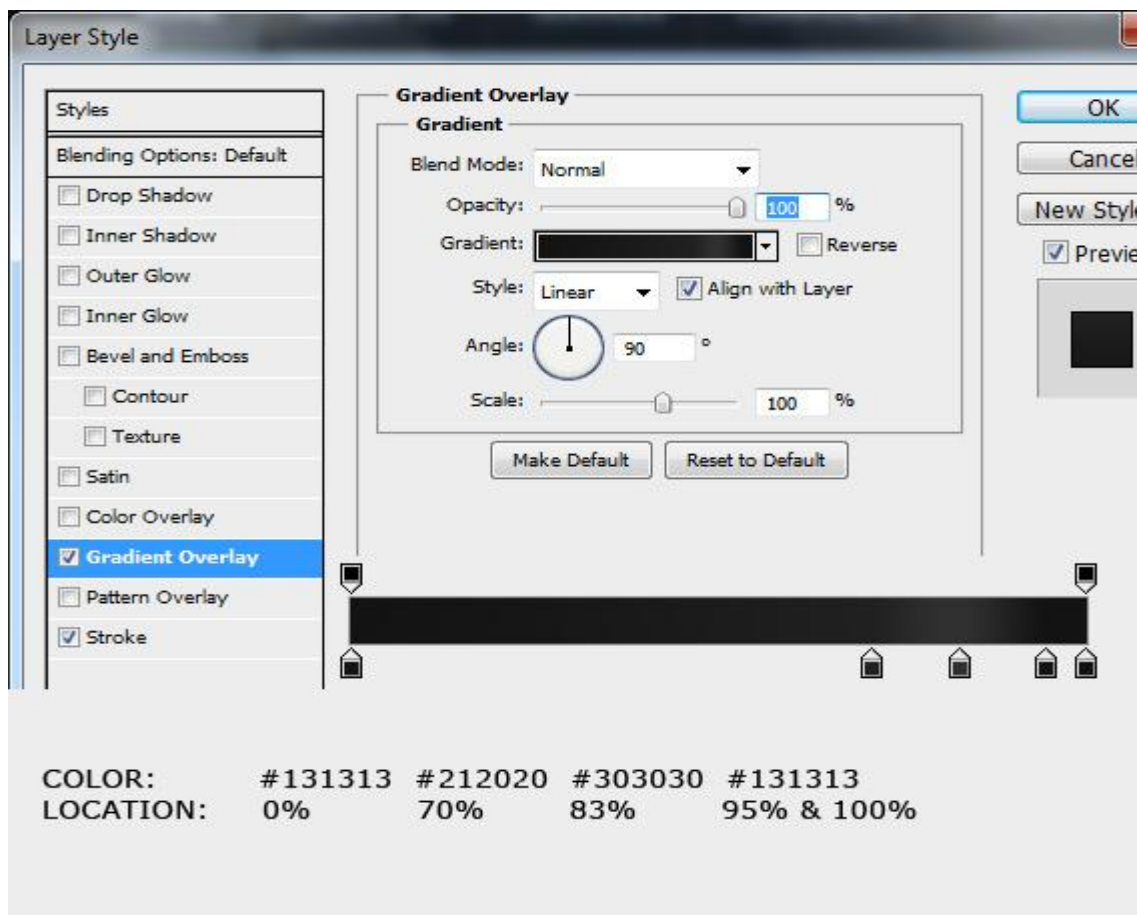 Layer Style
Styles
Blending Options: Default
Drop Shadow
Inner Shadow
Outer Glow
Inner Glow
Bevel and Emboss
Contour
Texture
Satin
Color Overlay
Gradient Overlay
Pattern Overlay
Stroke
Gradient Overlay
Gradient
Blend Mode: Normal
Opacity: 100 %
Gradient: Reverse
Style: Linear Align with Layer
Angle: 90 °
Scale: 100 %
Make Default Reset to Default
OK
Cancel
New Style
Previe
COLOR: #131313 #212020 #303030 #131313
LOCATION: 0% 70% 83% 95% & 100%